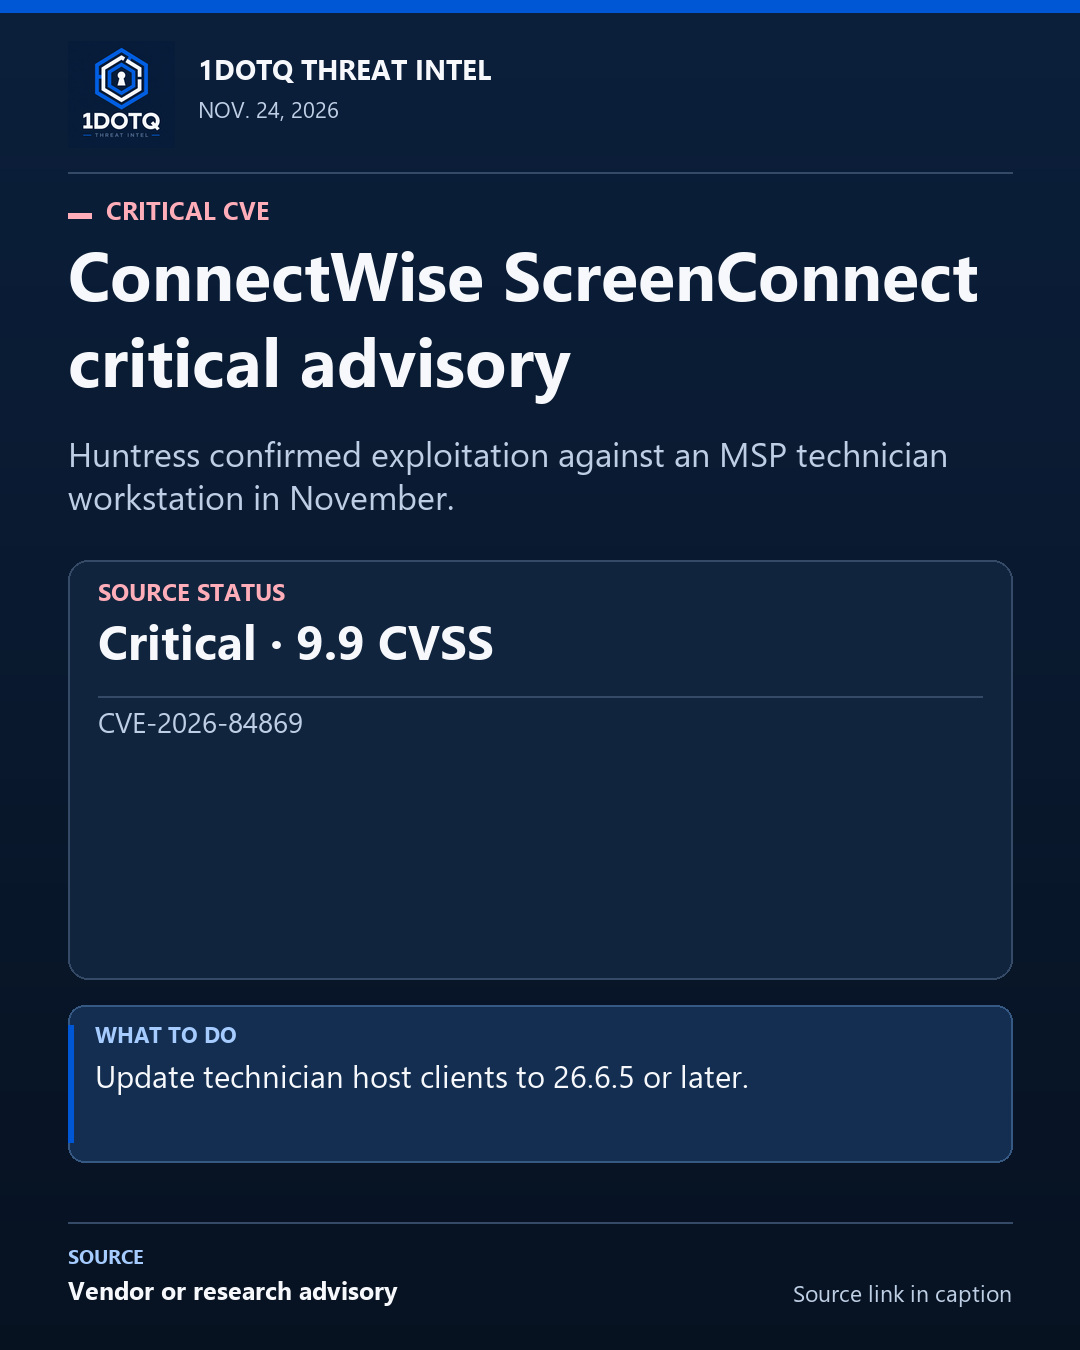 1DOTQ
THREAT INTEL
1DOTQ THREAT INTEL
NOV. 24, 2026
CRITICAL CVE
ConnectWise ScreenConnect
critical advisory
Huntress confirmed exploitation against an MSP technician
workstation in November.
SOURCE STATUS
Critical · 9.9 CVSS
CVE-2026-84869
WHAT TO DO
Update technician host clients to 26.6.5 or later.
SOURCE
Vendor or research advisory
Source link in caption